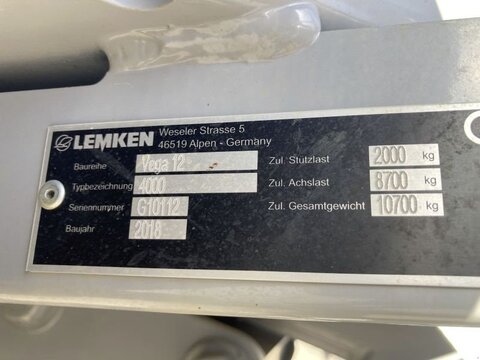 LEMKEN Weseler Strasse 5
46519 Alpen - Germany
Baureihe Vega 12 Zul. Stützlast 2000 kg
Typbezeichnung 4000 Zul. Achslast 8700 kg
Seriennummer G10112 Zul. Gesamtgewicht 10700 kg
Baujahr 2018